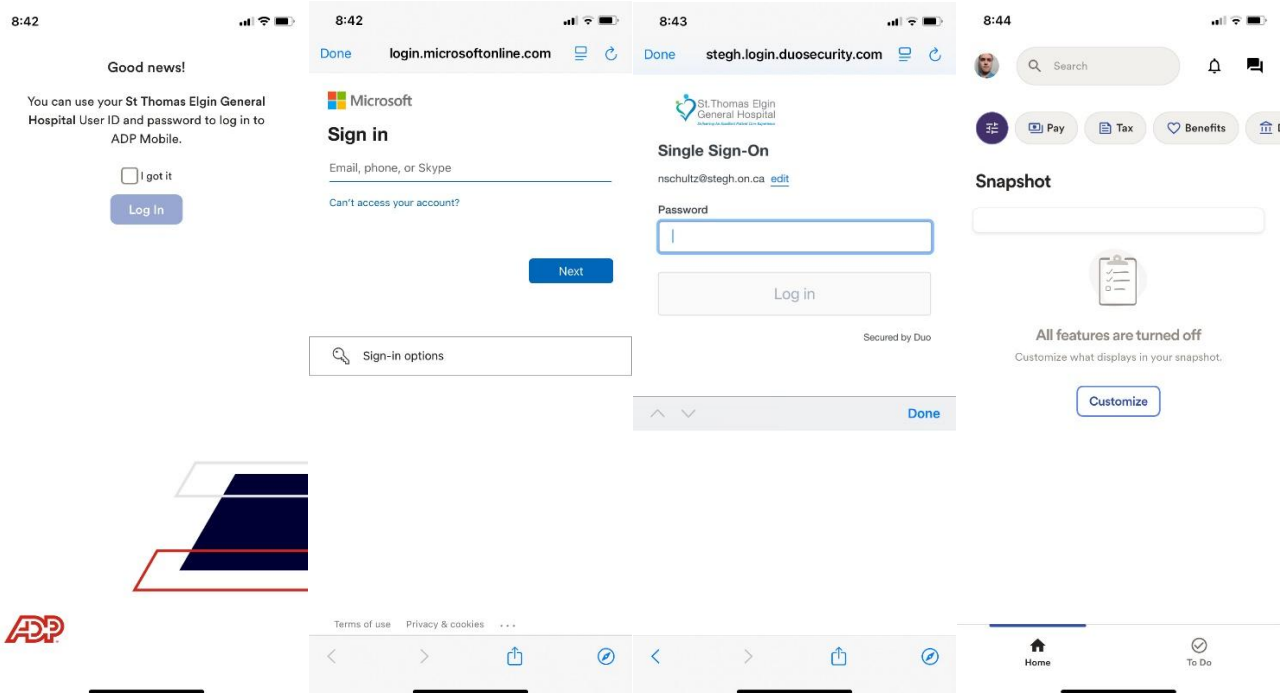 8:42
Good news!
You can use your St Thomas Elgin General
Hospital User ID and password to log in to
ADP Mobile.
I got it
Log In
ADP
8:42
Done
login.microsoftonline.com
Microsoft
Sign in
Email, phone, or Skype
Can't access your account?
Next
Sign-in options
Terms of use Privacy & cookies ...
8:43
Done
stegh.login.duosecurity.com
St.Thomas Elgin
General Hospital
Single Sign-On
nschultz@stegh.on.ca edit
Password
Log in
Secured by Duo
Done
8:44
Search
Pay
Tax
Benefits
Snapshot
All features are turned off
Customize what displays in your snapshot.
Customize
Home
To Do